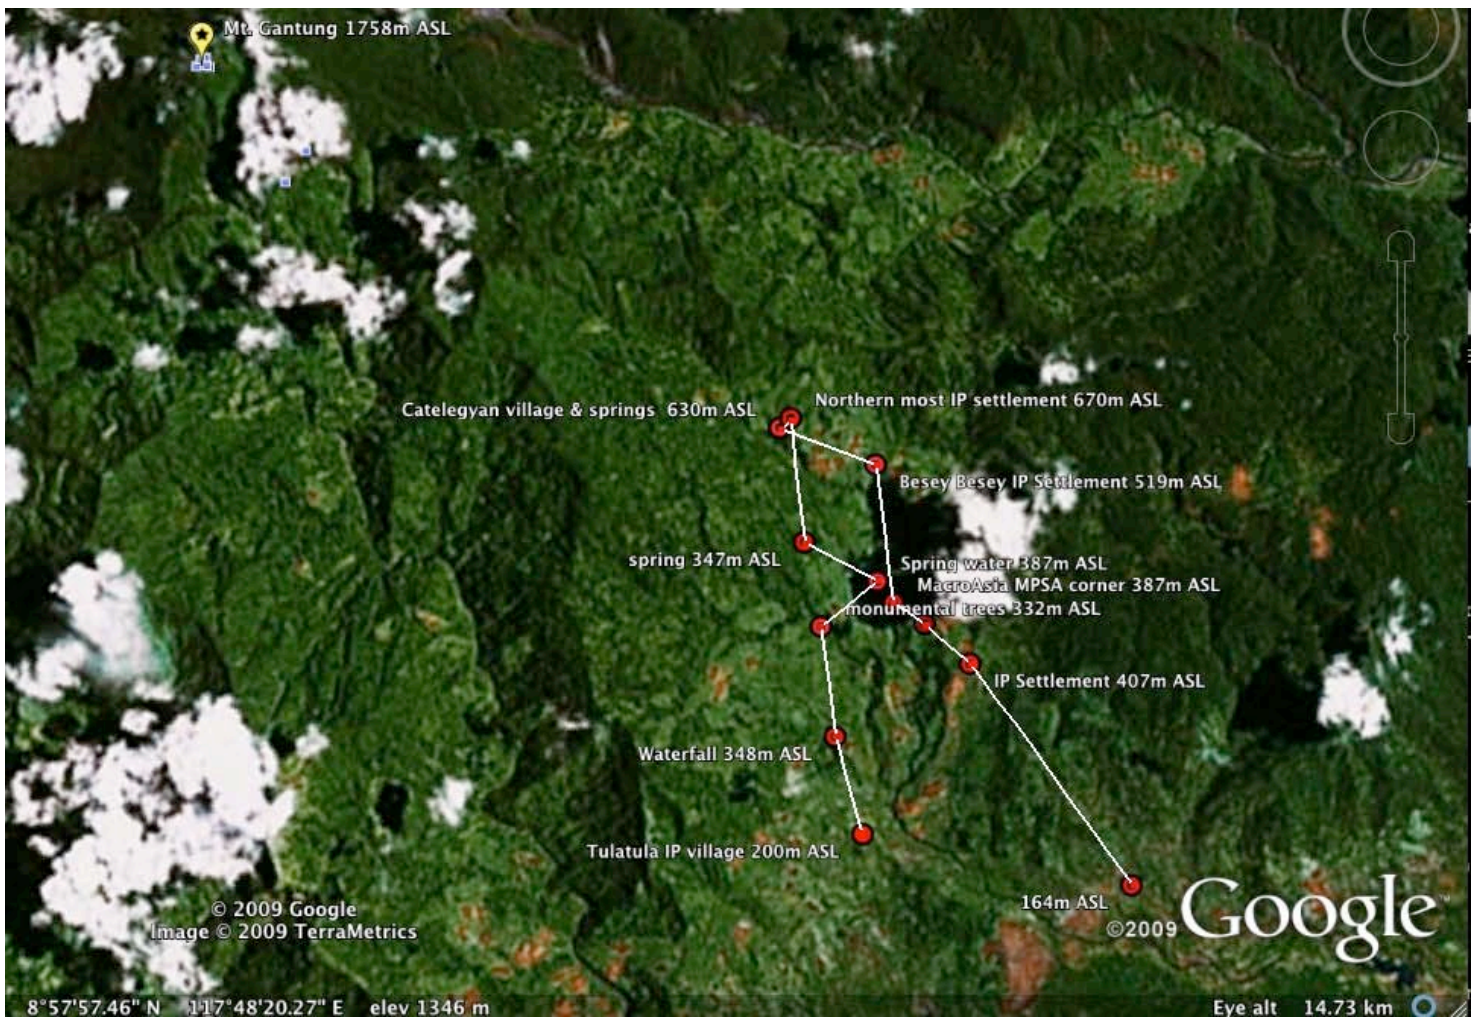 Mt. Gantung 1758m ASL
Northern most IP settlement 670m ASL
Catelegyan village & springs 630m ASL
Besey Besey IP Settlement 519m ASL
spring 347m ASL
Spring water 387m ASL
MacroAsia MPSA corner 387m ASL
monumental trees 332m ASL
IP Settlement 407m ASL
Waterfall 348m ASL
Tulatula IP village 200m ASL
164m ASL
© 2009 Google
Image © 2009 TerraMetrics
©2009 Google™
8°57'57.46" N 117°48'20.27" E elev 1346 m
Eye alt 14.73 km